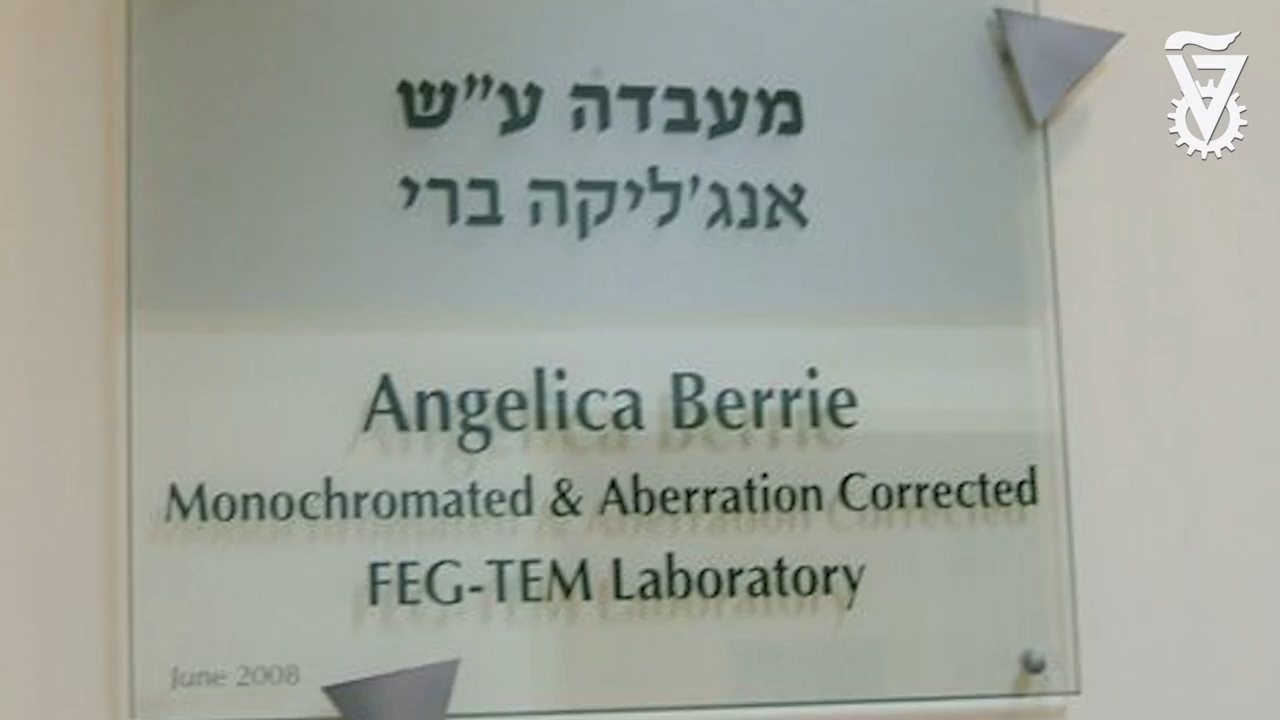 מעבדה ע"ש
אנג'ליקה ברי
Angelica Berrie
Monochromated & Aberration Corrected
FEG-TEM Laboratory
June 2008